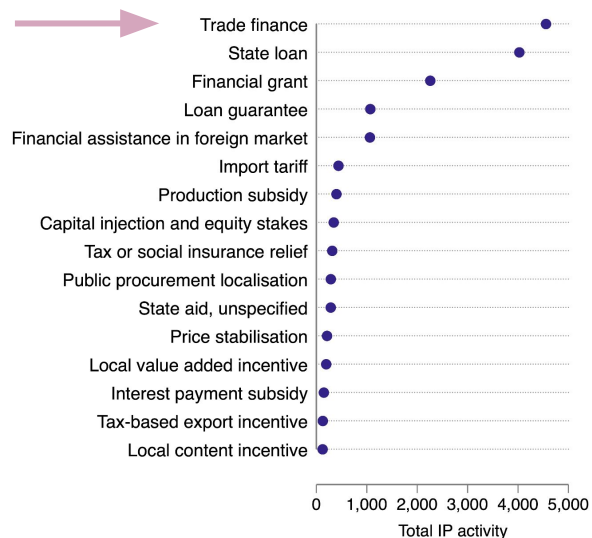 Trade finance
State loan
Financial grant
Loan guarantee
Financial assistance in foreign market
Import tariff
Production subsidy
Capital injection and equity stakes
Tax or social insurance relief
Public procurement localisation
State aid, unspecified
Price stabilisation
Local value added incentive
Interest payment subsidy
Tax-based export incentive
Local content incentive
0 1,000 2,000 3,000 4,000 5,000
Total IP activity